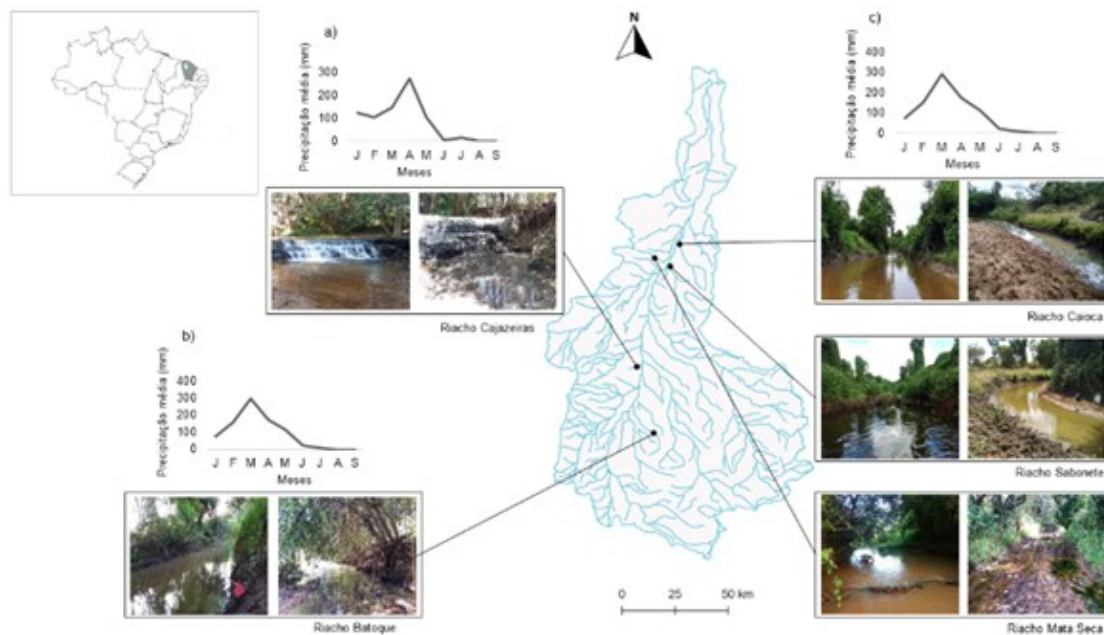 a)
Precipitação média (mm)
300
200
100
0
J F M A M J J A S
Meses
Riacho Cajazeiras
b)
Precipitação média (mm)
400
300
200
100
0
J F M A M J J A S
Meses
Riacho Batoque
N
0 25 50 km
c)
Precipitação média (mm)
400
300
200
100
0
J F M A M J J A S
Meses
Riacho Caioca
Riacho Sabonete
Riacho Mata Seca